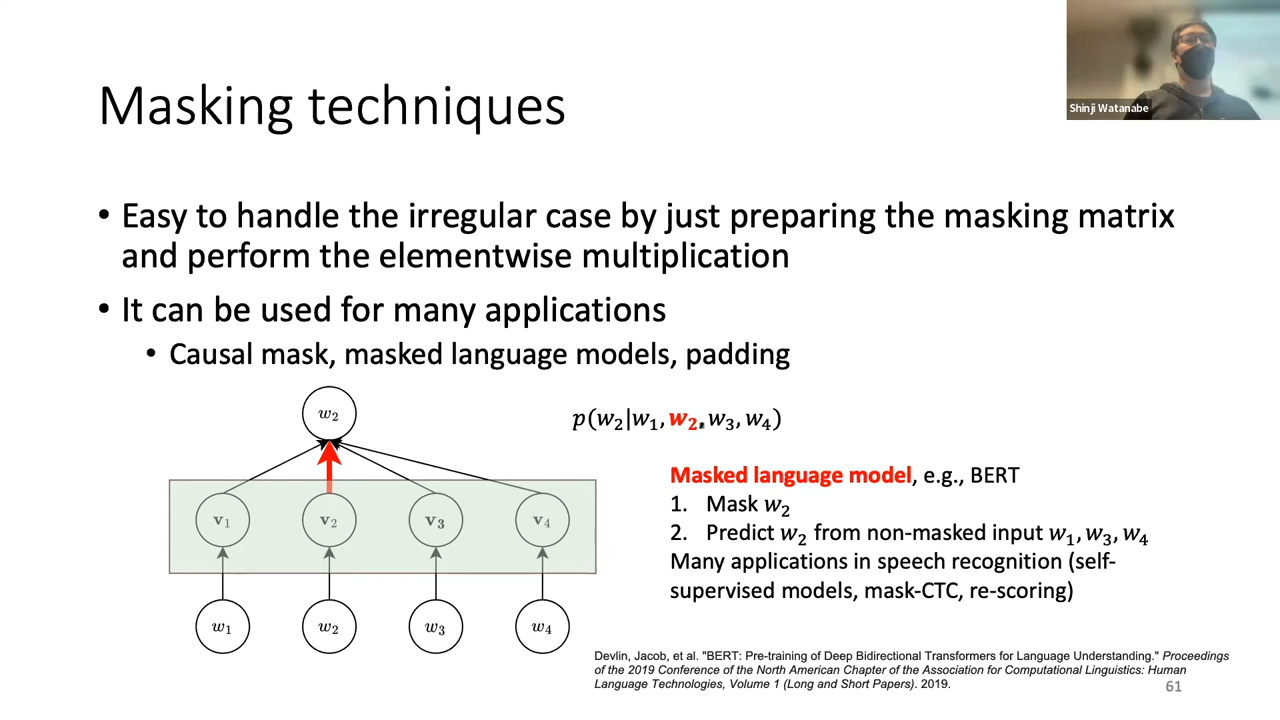 Shinji Watanabe
Masking techniques
• Easy to handle the irregular case by just preparing the masking matrix
and perform the elementwise multiplication
• It can be used for many applications
• Causal mask, masked language models, padding
w₂
p(w₂|w₁, w₂, w₃, w₄)
v₁ v₂ v₃ v₄
w₁ w₂ w₃ w₄
Masked language model, e.g., BERT
1. Mask w₂
2. Predict w₂ from non-masked input w₁, w₃, w₄
Many applications in speech recognition (self-
supervised models, mask-CTC, re-scoring)
Devlin, Jacob, et al. "BERT: Pre-training of Deep Bidirectional Transformers for Language Understanding." Proceedings
of the 2019 Conference of the North American Chapter of the Association for Computational Linguistics: Human
Language Technologies, Volume 1 (Long and Short Papers). 2019.
61